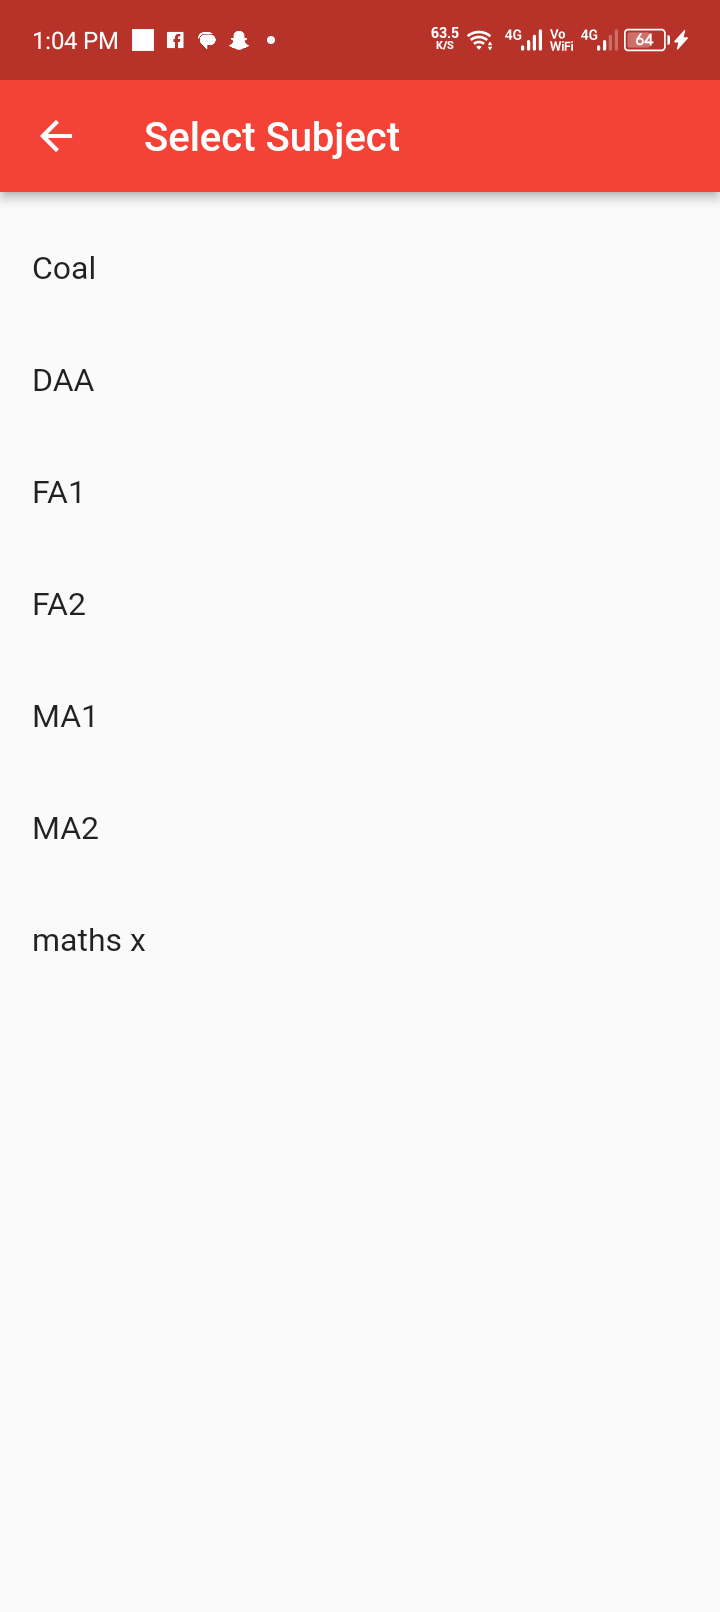 1:04 PM 63.5 K/S 4G Vo WiFi 4G 64
Select Subject
Coal
DAA
FA1
FA2
MA1
MA2
maths x